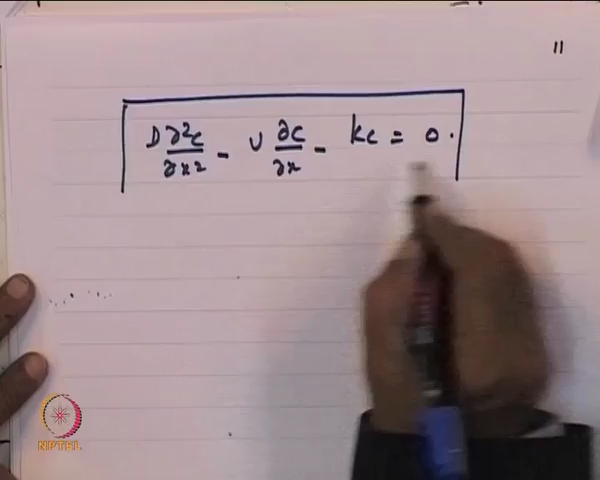 11
D ∂²c/∂x² - U ∂c/∂x - kc = 0.
NPTEL